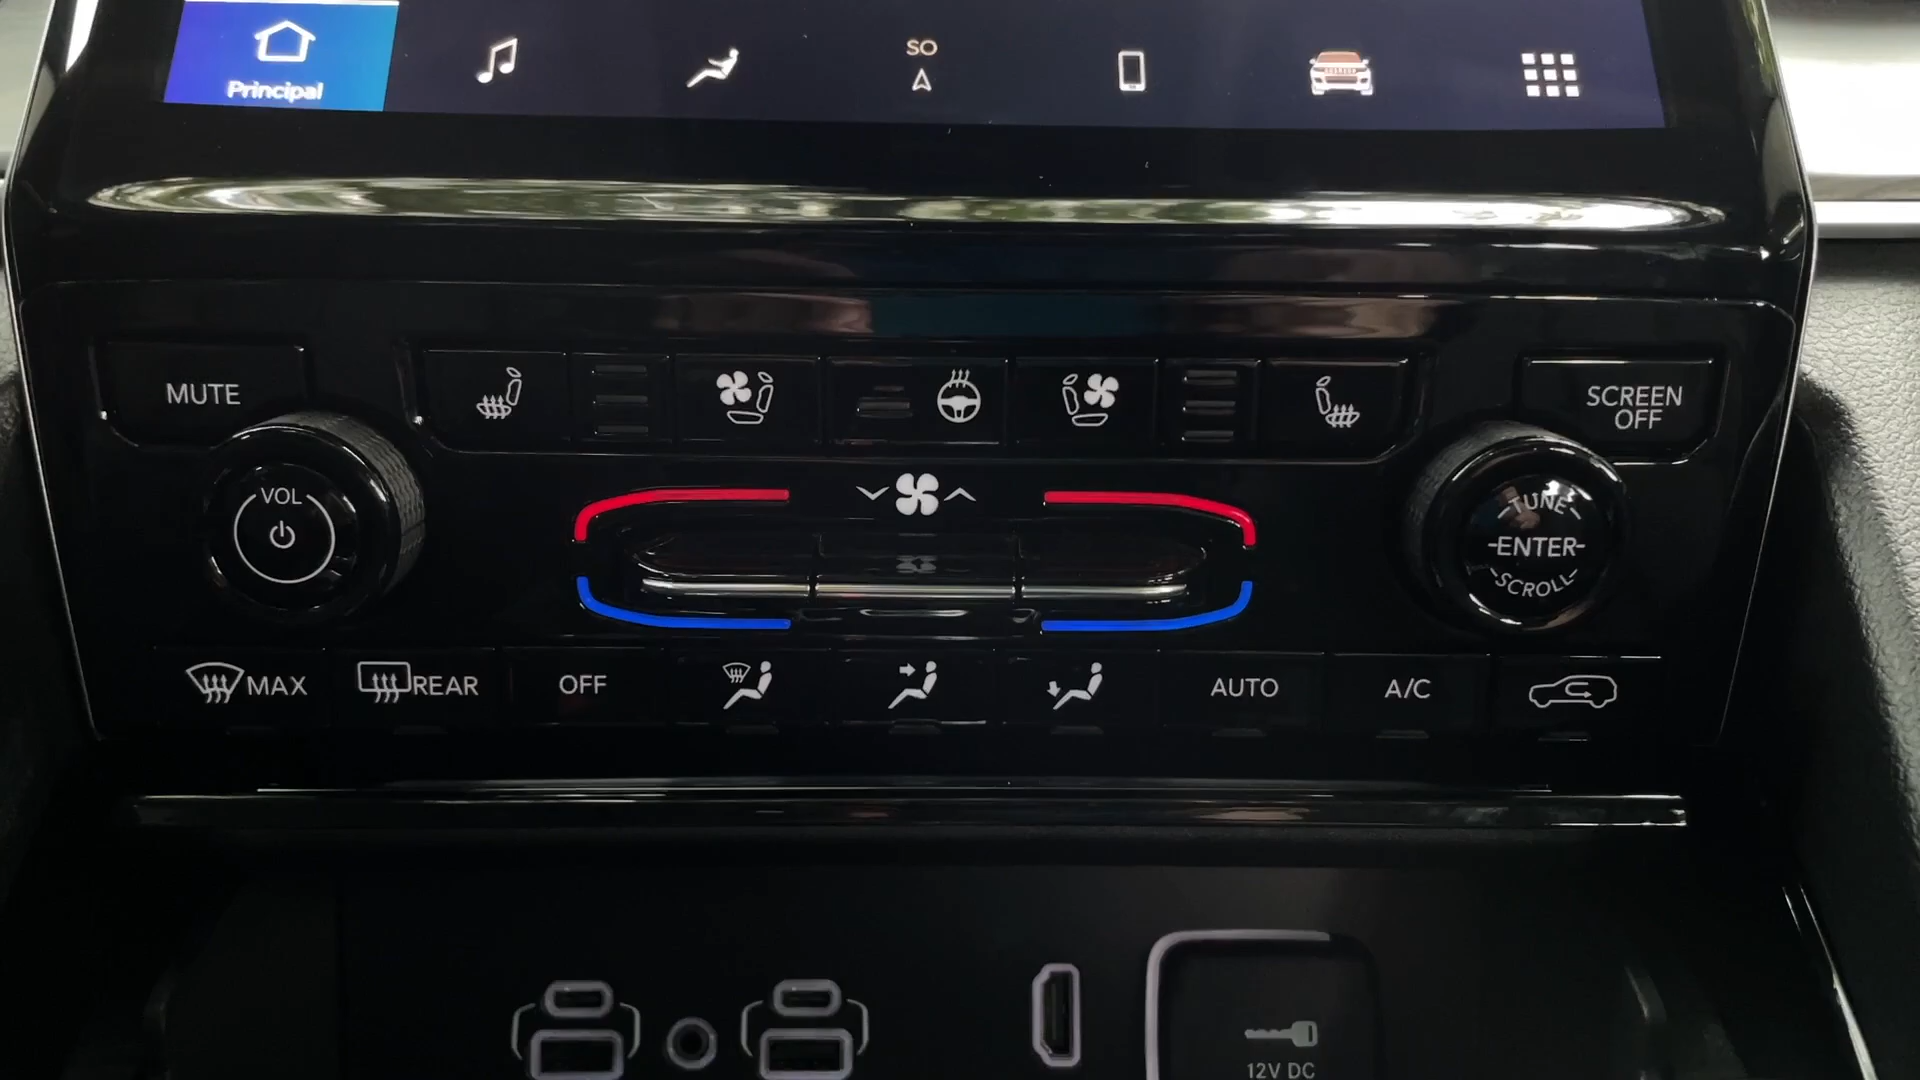 Principal
SO
MUTE
SCREEN
OFF
VOL
TUNE
ENTER
SCROLL
MAX
REAR
OFF
AUTO
A/C
12V DC